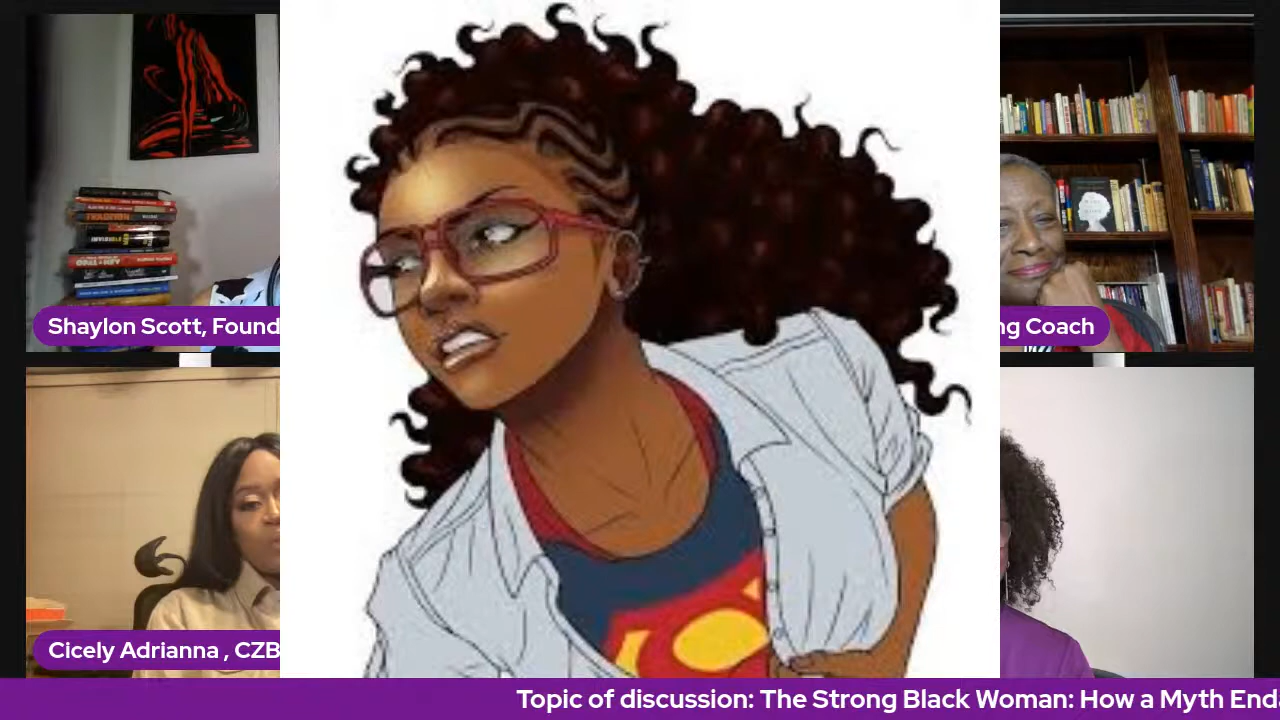 Shaylon Scott, Found
ng Coach
Cicely Adrianna , CZB
Topic of discussion: The Strong Black Woman: How a Myth End